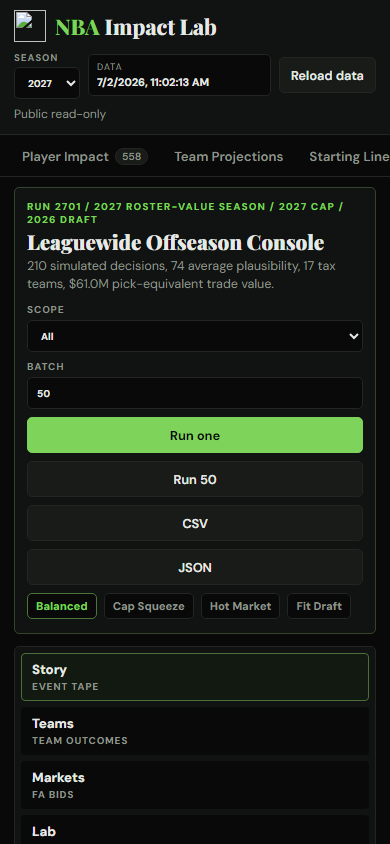 NBA Impact Lab
SEASON
2027
DATA
7/2/2026, 11:02:13 AM
Reload data
Public read-only
Player Impact 558 Team Projections Starting Line
RUN 2701 / 2027 ROSTER-VALUE SEASON / 2027 CAP /
2026 DRAFT
Leaguewide Offseason Console
210 simulated decisions, 74 average plausibility, 17 tax
teams, $61.0M pick-equivalent trade value.
SCOPE
All
BATCH
50
Run one
Run 50
CSV
JSON
Balanced Cap Squeeze Hot Market Fit Draft
Story
EVENT TAPE
Teams
TEAM OUTCOMES
Markets
FA BIDS
Lab